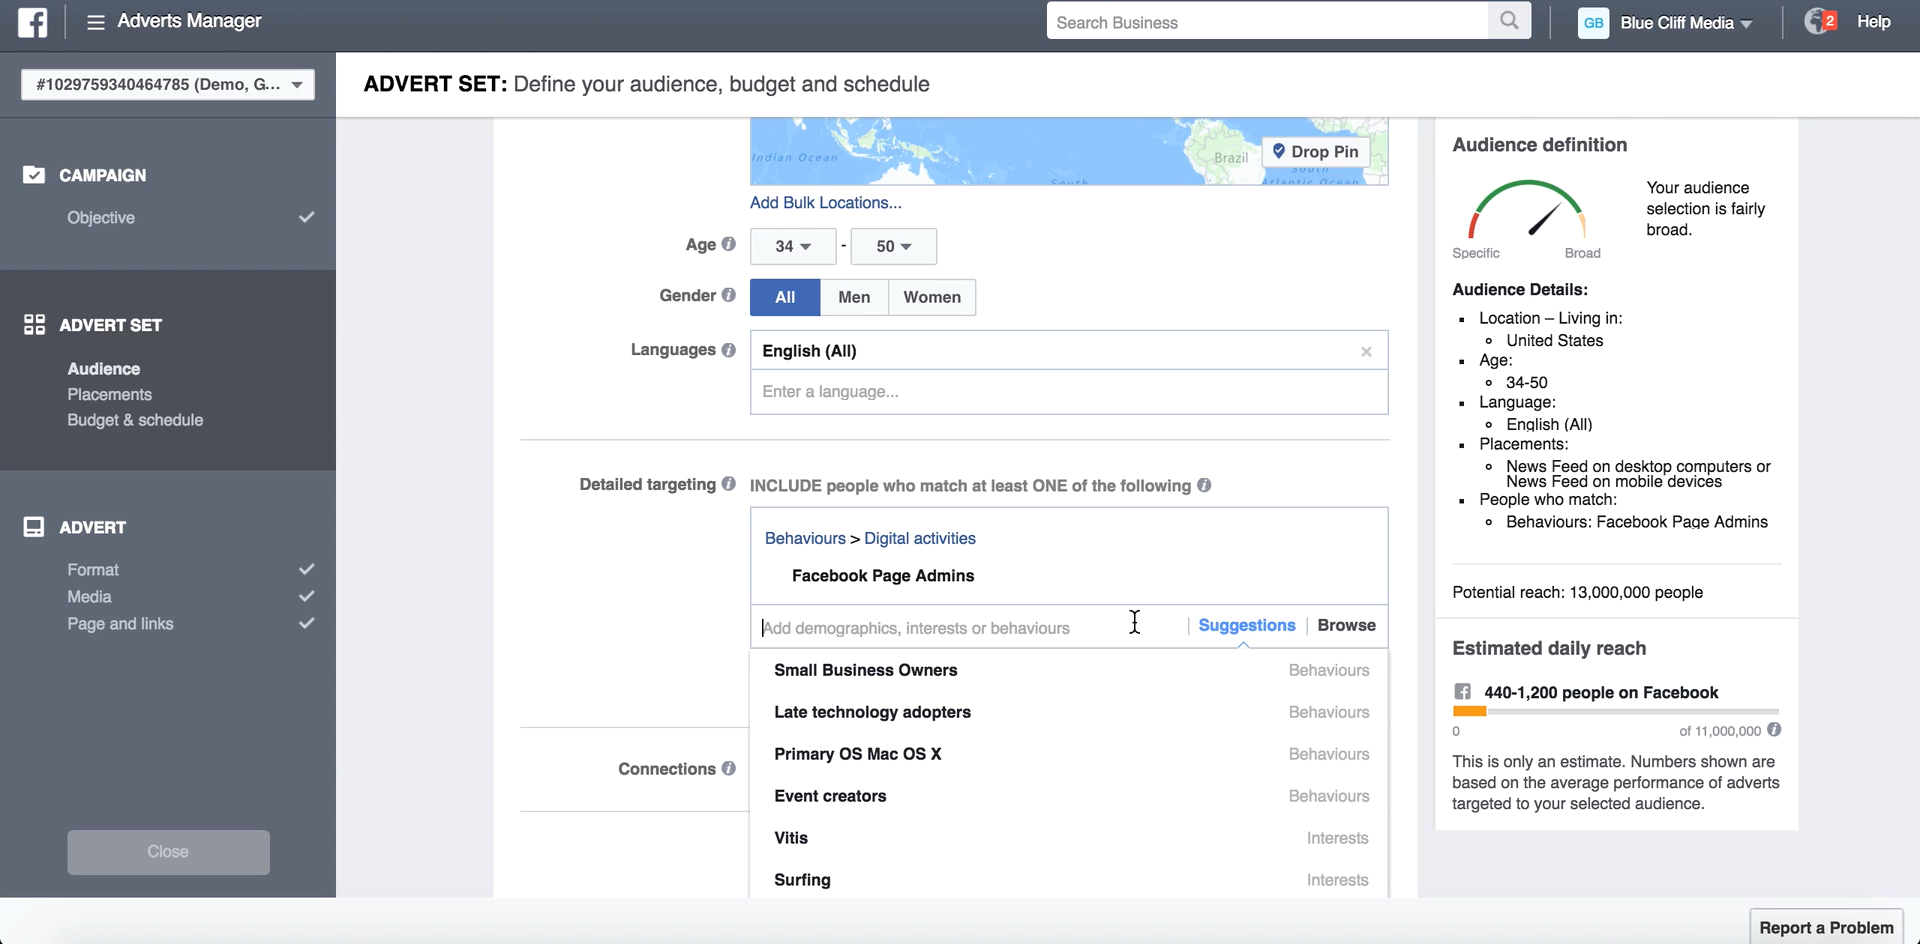 Adverts Manager
Search Business
GB Blue Cliff Media
2
Help
#1029759340464785 (Demo, G...
ADVERT SET: Define your audience, budget and schedule
CAMPAIGN
Objective
ADVERT SET
Audience
Placements
Budget & schedule
ADVERT
Format
Media
Page and links
Close
Indian Ocean
Brazil
South
South
Atlantic Ocean
Drop Pin
Add Bulk Locations...
Age
34 - 50
Gender
All Men Women
Languages
English (All)
Enter a language...
Detailed targeting
INCLUDE people who match at least ONE of the following
Behaviours > Digital activities
Facebook Page Admins
Add demographics, interests or behaviours
Suggestions
Browse
Small Business Owners Behaviours
Late technology adopters Behaviours
Primary OS Mac OS X Behaviours
Event creators Behaviours
Vitis Interests
Surfing Interests
Connections
Audience definition
Specific Broad
Your audience
selection is fairly
broad.
Audience Details:
Location – Living in:
United States
Age:
34-50
Language:
English (All)
Placements:
News Feed on desktop computers or
News Feed on mobile devices
People who match:
Behaviours: Facebook Page Admins
Potential reach: 13,000,000 people
Estimated daily reach
440-1,200 people on Facebook
0 of 11,000,000
This is only an estimate. Numbers shown are
based on the average performance of adverts
targeted to your selected audience.
Report a Problem